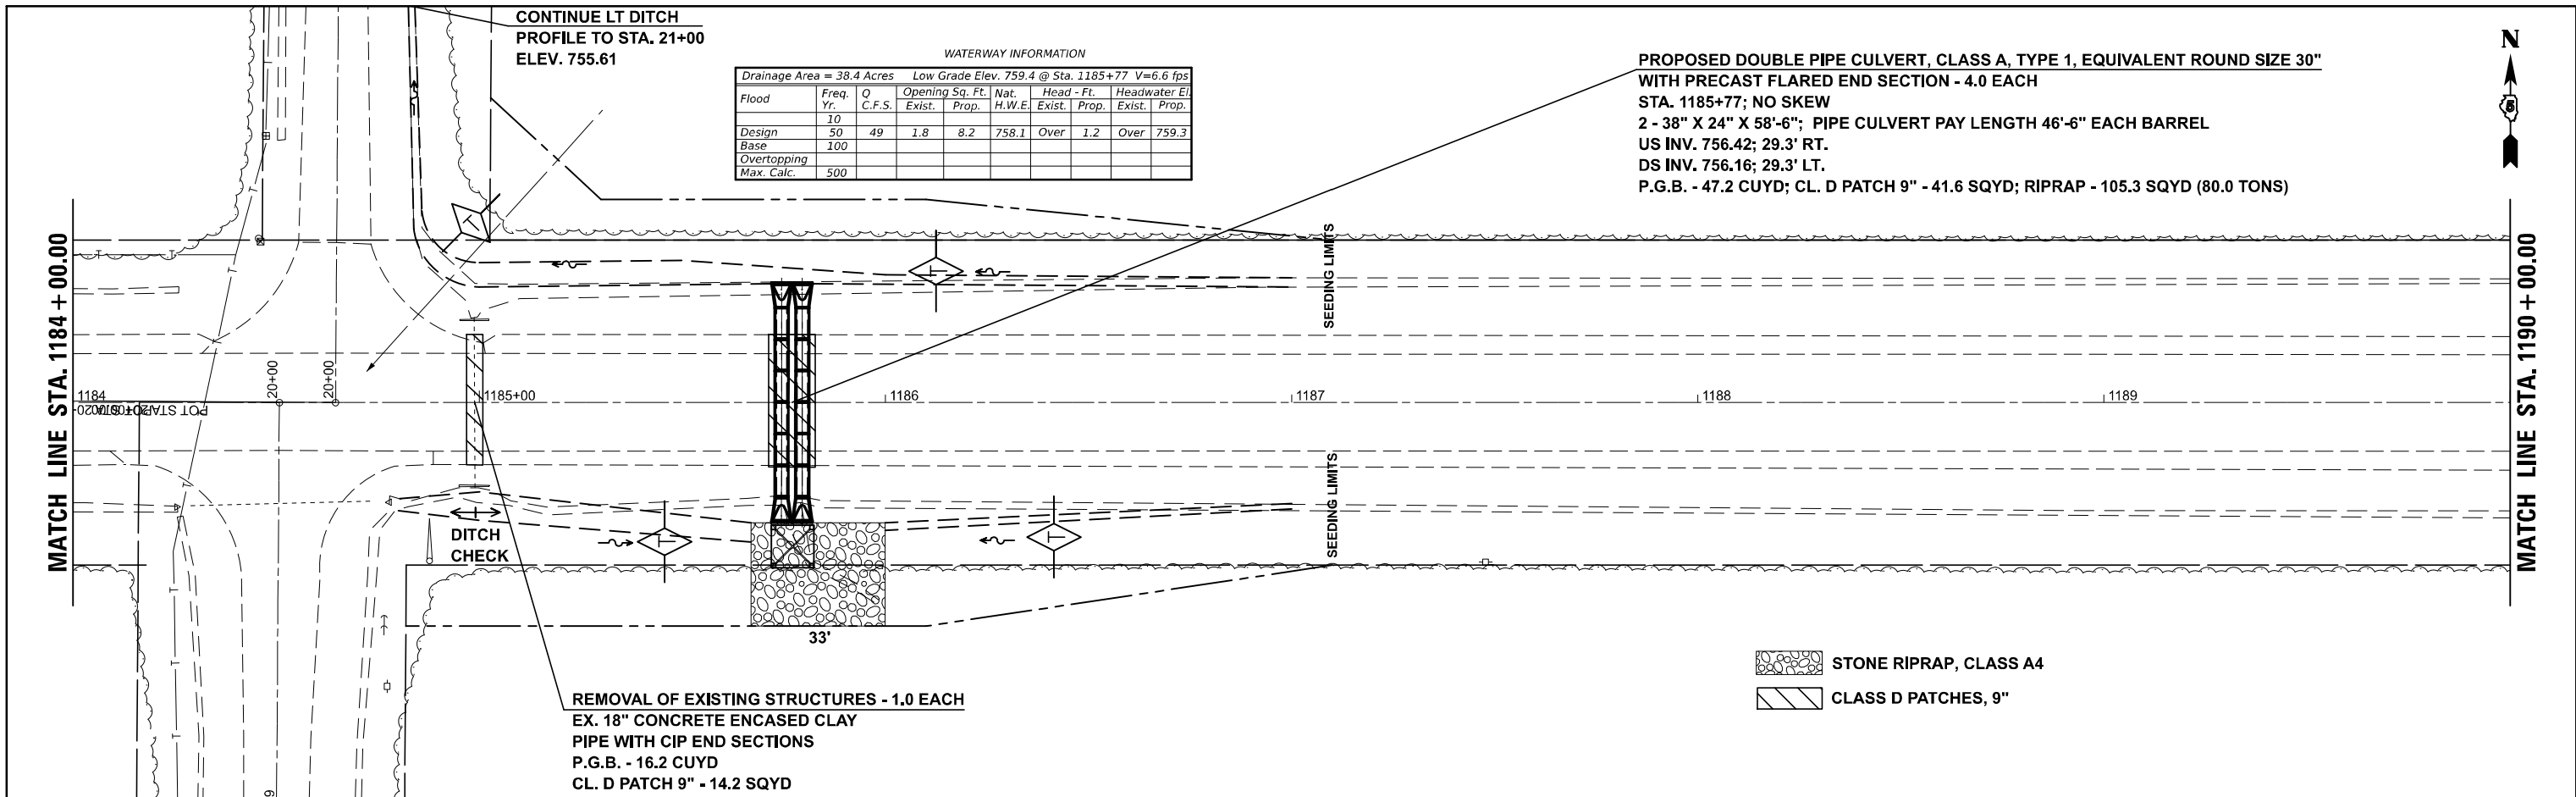 CONTINUE LT DITCH
PROFILE TO STA. 21+00
ELEV. 755.61
WATERWAY INFORMATION
Drainage Area = 38.4 Acres Low Grade Elev. 759.4 @ Sta. 1185+77 V=6.6 fps
Flood Freq. Yr. Q C.F.S. Opening Sq. Ft. Exist. Prop. Nat. H.W.E. Head - Ft. Exist. Prop. Headwater El. Exist. Prop.
10
Design 50 49 1.8 8.2 758.1 Over 1.2 Over 759.3
Base 100
Overtopping
Max. Calc. 500
PROPOSED DOUBLE PIPE CULVERT, CLASS A, TYPE 1, EQUIVALENT ROUND SIZE 30"
WITH PRECAST FLARED END SECTION - 4.0 EACH
STA. 1185+77; NO SKEW
2 - 38" X 24" X 58'-6"; PIPE CULVERT PAY LENGTH 46'-6" EACH BARREL
US INV. 756.42; 29.3' RT.
DS INV. 756.16; 29.3' LT.
P.G.B. - 47.2 CUYD; CL. D PATCH 9" - 41.6 SQYD; RIPRAP - 105.3 SQYD (80.0 TONS)
N
MATCH LINE STA. 1184+00.00
MATCH LINE STA. 1190+00.00
SEEDING LIMITS
SEEDING LIMITS
20+00
20+00
1184
1185+00
1186
1187
1188
1189
DITCH
CHECK
33'
REMOVAL OF EXISTING STRUCTURES - 1.0 EACH
EX. 18" CONCRETE ENCASED CLAY
PIPE WITH CIP END SECTIONS
P.G.B. - 16.2 CUYD
CL. D PATCH 9" - 14.2 SQYD
STONE RIPRAP, CLASS A4
CLASS D PATCHES, 9"